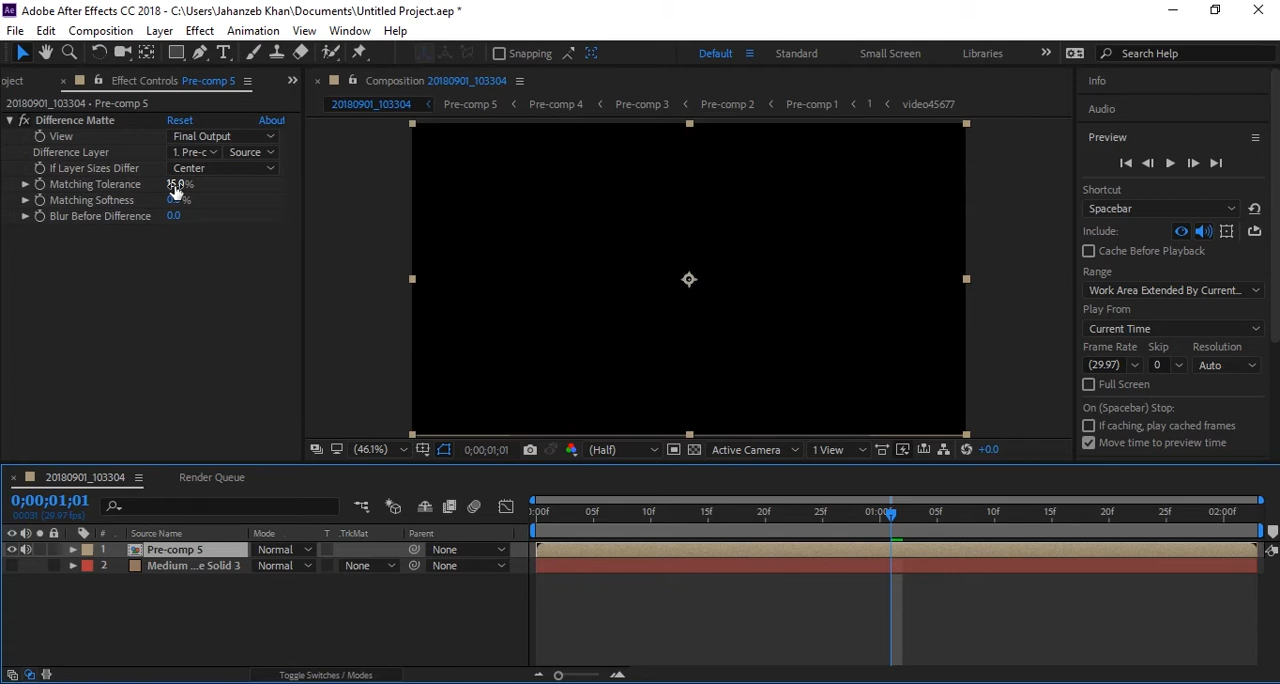 Adobe After Effects CC 2018 - C:\Users\Jahanzeb Khan\Documents\Untitled Project.aep *
File Edit Composition Layer Effect Animation View Window Help
Snapping Default Standard Small Screen Libraries Search Help
oject Effect Controls Pre-comp 5 Composition 20180901_103304 Info
20180901_103304 • Pre-comp 5 20180901_103304 Pre-comp 5 Pre-comp 4 Pre-comp 3 Pre-comp 2 Pre-comp 1 1 video45677
Audio
fx Difference Matte Reset About
View Final Output
Difference Layer 1. Pre-c Source
If Layer Sizes Differ Center
Matching Tolerance %
Matching Softness %
Blur Before Difference 0.0
Preview
Shortcut
Spacebar
Include:
Cache Before Playback
Range
Work Area Extended By Current...
Play From
Current Time
Frame Rate Skip Resolution
(29.97) 0 Auto
Full Screen
On (Spacebar) Stop:
If caching, play cached frames
Move time to preview time
(46.1%) 0;00;01;01 (Half) Active Camera 1 View +0.0
20180901_103304 Render Queue
0;00;01;01
00031 (29.97 fps)
):00f 05f 10f 15f 20f 25f 01:00f 05f 10f 15f 20f 25f 02:00f
# Source Name Mode T .TrkMat Parent
1 Pre-comp 5 Normal None
2 Medium ...e Solid 3 Normal None None
Toggle Switches / Modes